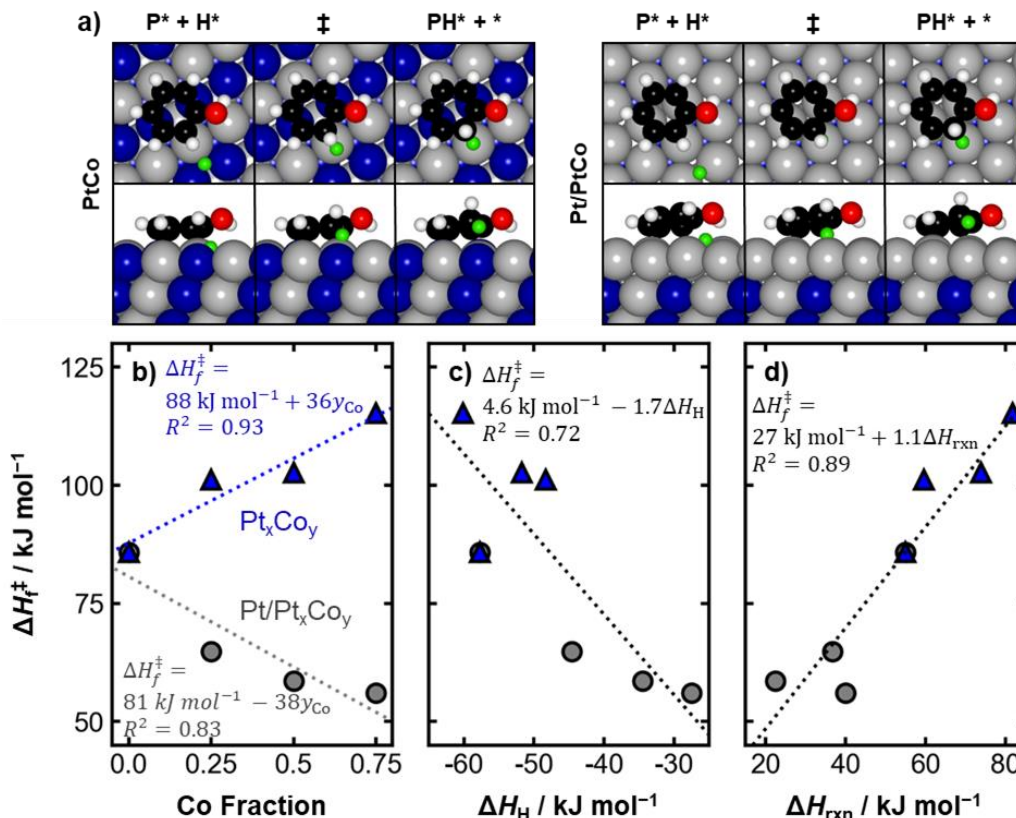 a)
P* + H*
‡
PH* + *
P* + H*
‡
PH* + *
PtCo
Pt/PtCo
ΔH_f^‡ / kJ mol⁻¹
125
100
75
50
b)
ΔH_f^‡ =
88 kJ mol⁻¹ + 36y_Co
R² = 0.93
Pt_xCo_y
Pt/Pt_xCo_y
ΔH_f^‡ =
81 kJ mol⁻¹ − 38y_Co
R² = 0.83
0.0 0.25 0.50 0.75
Co Fraction
c)
ΔH_f^‡ =
4.6 kJ mol⁻¹ − 1.7ΔH_H
R² = 0.72
-60 -50 -40 -30
ΔH_H / kJ mol⁻¹
d)
ΔH_f^‡ =
27 kJ mol⁻¹ + 1.1ΔH_rxn
R² = 0.89
20 40 60 80
ΔH_rxn / kJ mol⁻¹